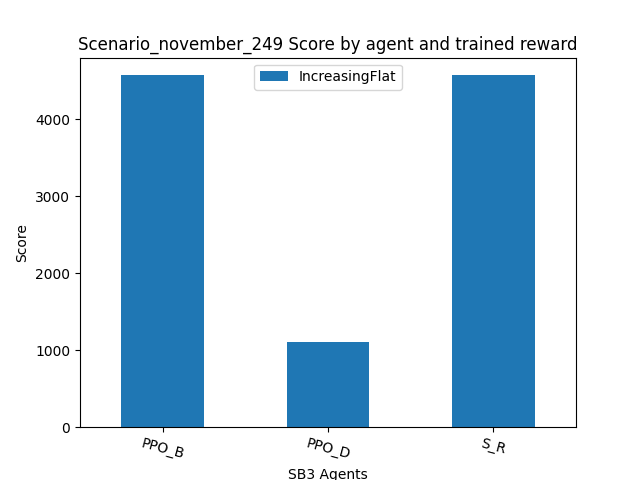 Scenario_november_249 Score by agent and trained reward
IncreasingFlat
4000
3000
2000
1000
0
Score
PPO_B
PPO_D
S_R
SB3 Agents